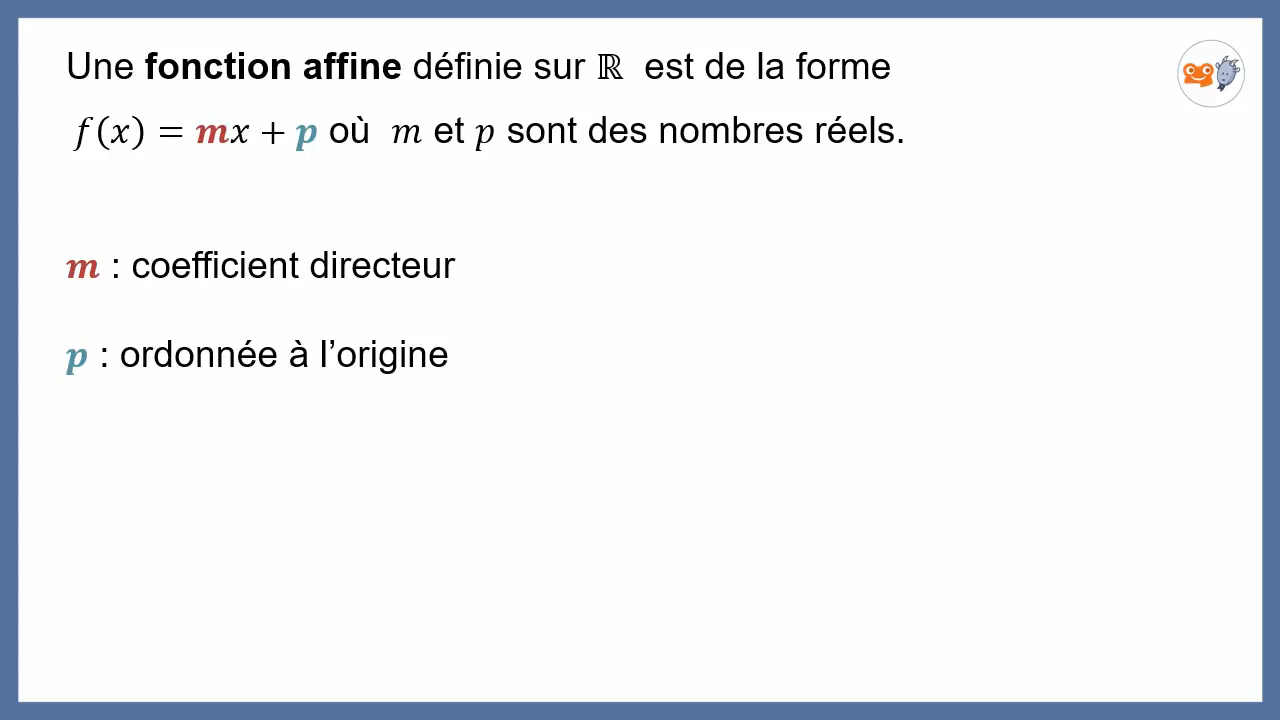 Une fonction affine définie sur ℝ est de la forme
f(x) = mx + p où m et p sont des nombres réels.
m : coefficient directeur
p : ordonnée à l’origine